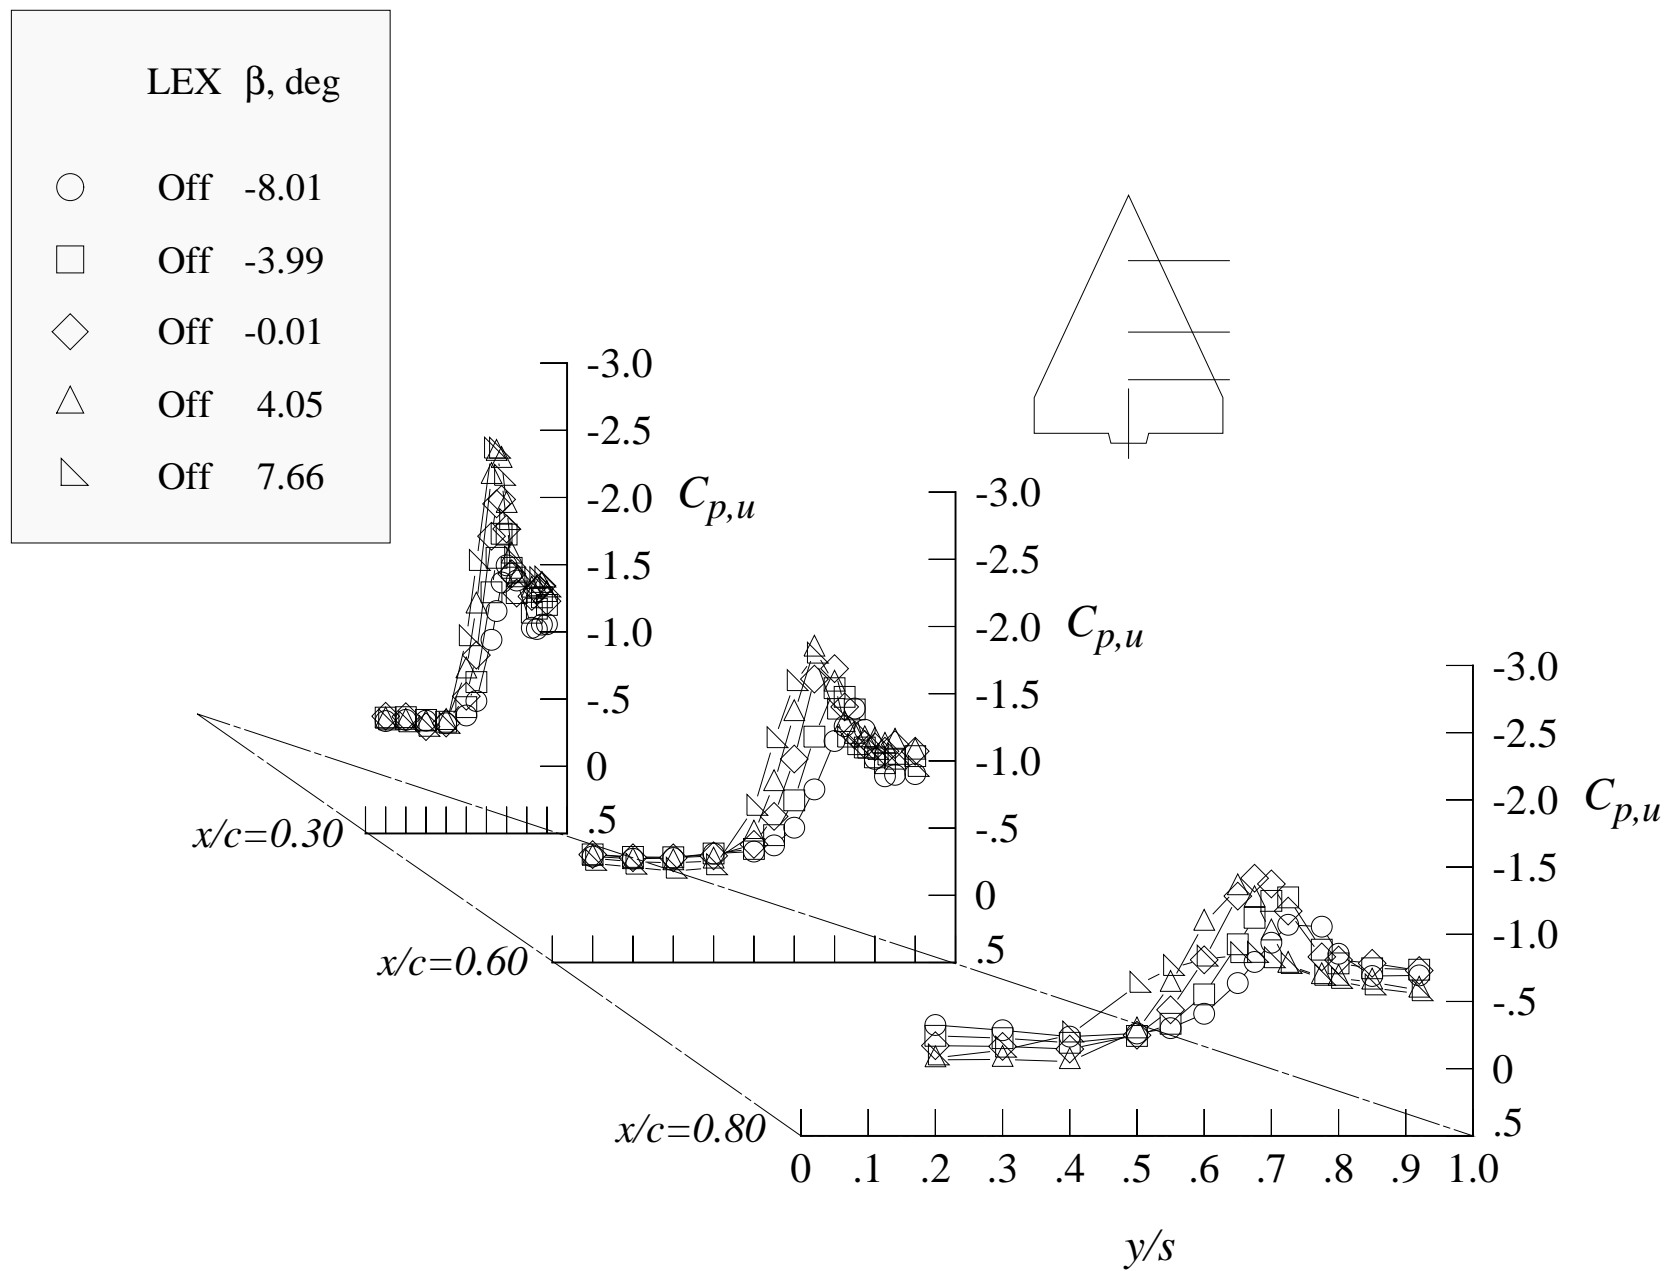 LEX β, deg
Off -8.01
Off -3.99
Off -0.01
Off 4.05
Off 7.66
-3.0
-2.5
-2.0
-1.5
-1.0
-.5
0
.5
Cp,u
x/c=0.30
-3.0
-2.5
-2.0
-1.5
-1.0
-.5
0
.5
Cp,u
x/c=0.60
-3.0
-2.5
-2.0
-1.5
-1.0
-.5
0
.5
Cp,u
x/c=0.80
0 .1 .2 .3 .4 .5 .6 .7 .8 .9 1.0
y/s